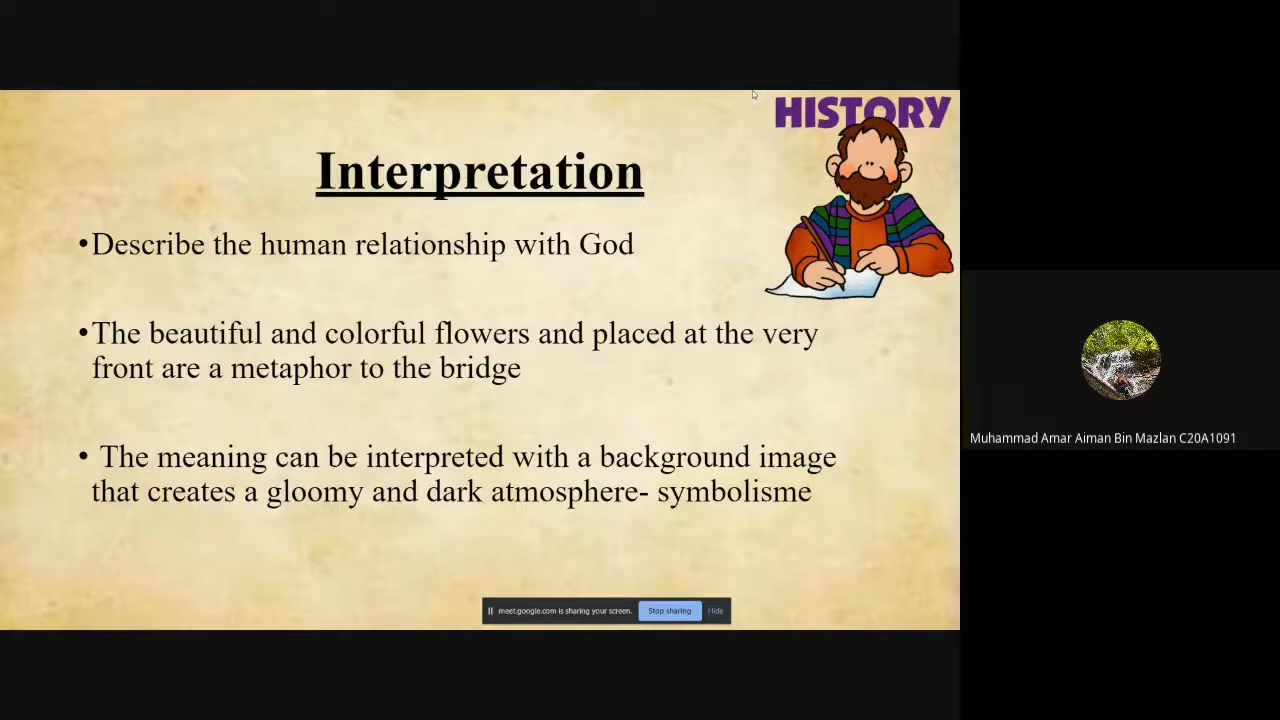 HISTORY
Interpretation
•Describe the human relationship with God
•The beautiful and colorful flowers and placed at the very
front are a metaphor to the bridge
• The meaning can be interpreted with a background image
that creates a gloomy and dark atmosphere- symbolisme
meet.google.com is sharing your screen. Stop sharing Hide
Muhammad Amar Aiman Bin Mazlan C20A1091